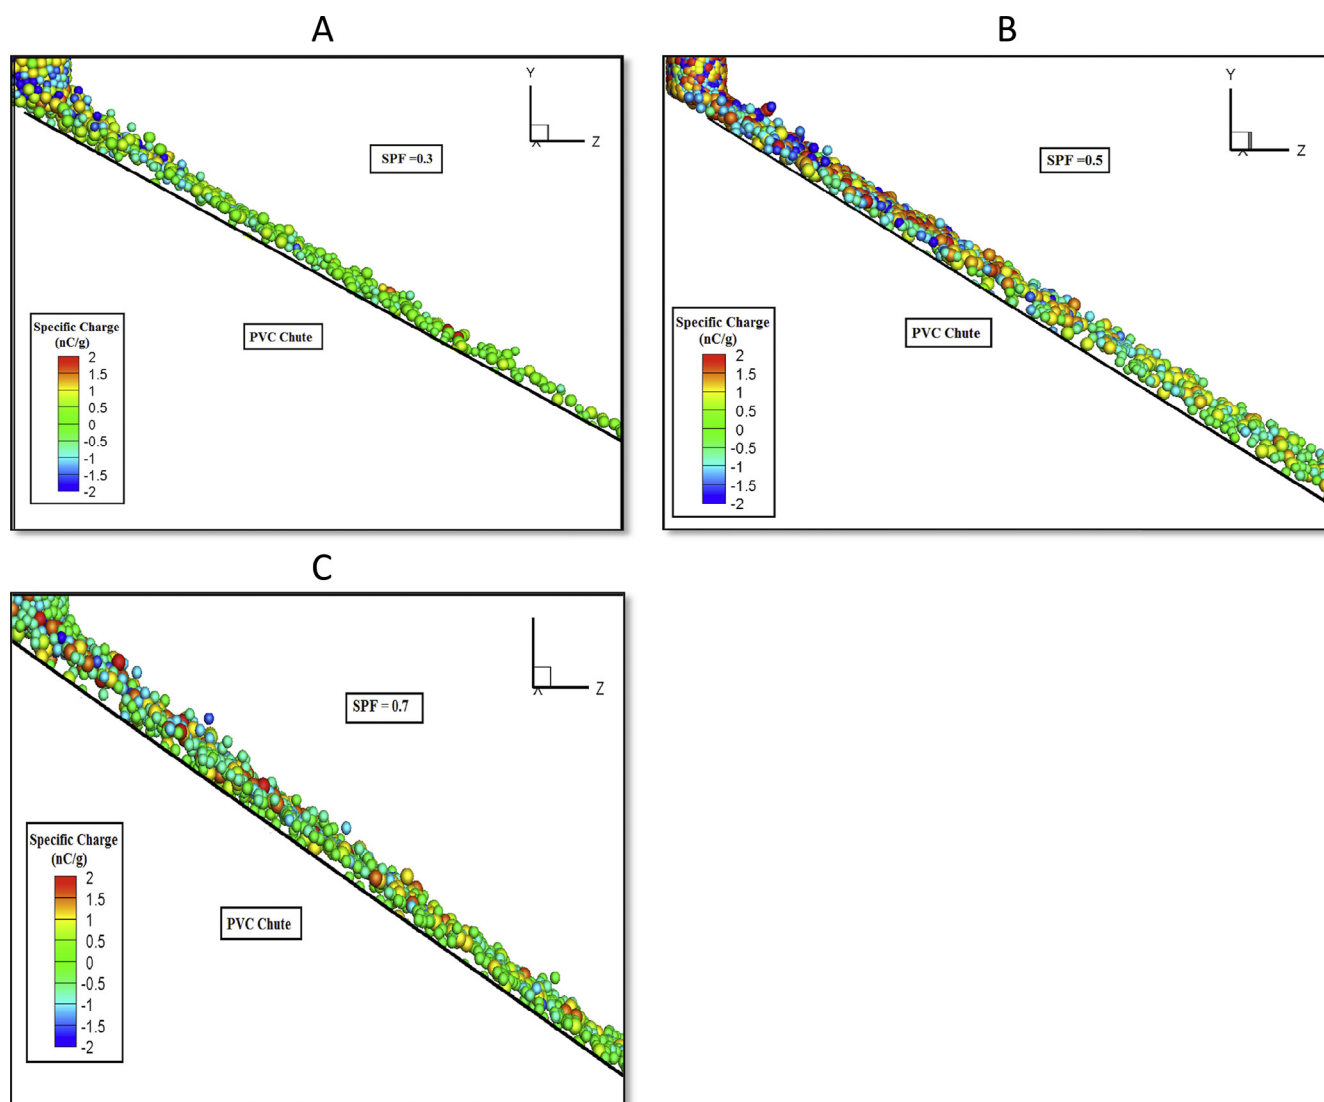 A
Y
Z
X
SPF =0.3
PVC Chute
Specific Charge
(nC/g)
2
1.5
1
0.5
0
-0.5
-1
-1.5
-2
B
Y
Z
X
SPF =0.5
PVC Chute
Specific Charge
(nC/g)
2
1.5
1
0.5
0
-0.5
-1
-1.5
-2
C
Z
X
SPF = 0.7
PVC Chute
Specific Charge
(nC/g)
2
1.5
1
0.5
0
-0.5
-1
-1.5
-2